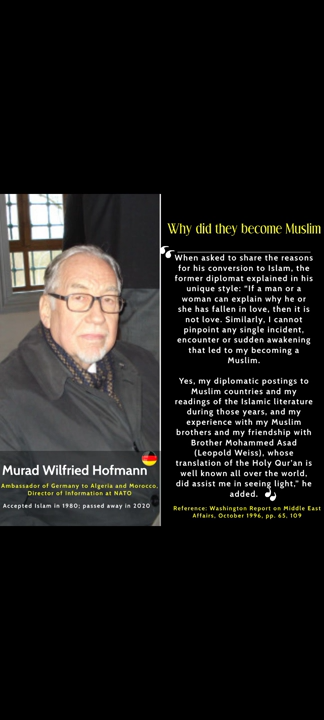 Why did they become Muslim
When asked to share the reasons
for his conversion to Islam, the
former diplomat explained in his
unique style: “If a man or a
woman can explain why he or
she has fallen in love, then it is
not love. Similarly, I cannot
pinpoint any single incident,
encounter or sudden awakening
that led to my becoming a
Muslim.
Yes, my diplomatic postings to
Muslim countries and my
readings of the Islamic literature
during those years, and my
experience with my Muslim
brothers and my friendship with
Brother Mohammed Asad
(Leopold Weiss), whose
translation of the Holy Qur'an is
well known all over the world,
did assist me in seeing light,” he
added.
Reference: Washington Report on Middle East
Affairs, October 1996, pp. 65, 109
Murad Wilfried Hofmann
Ambassador of Germany to Algeria and Morocco,
Director of Information at NATO
Accepted Islam in 1980; passed away in 2020